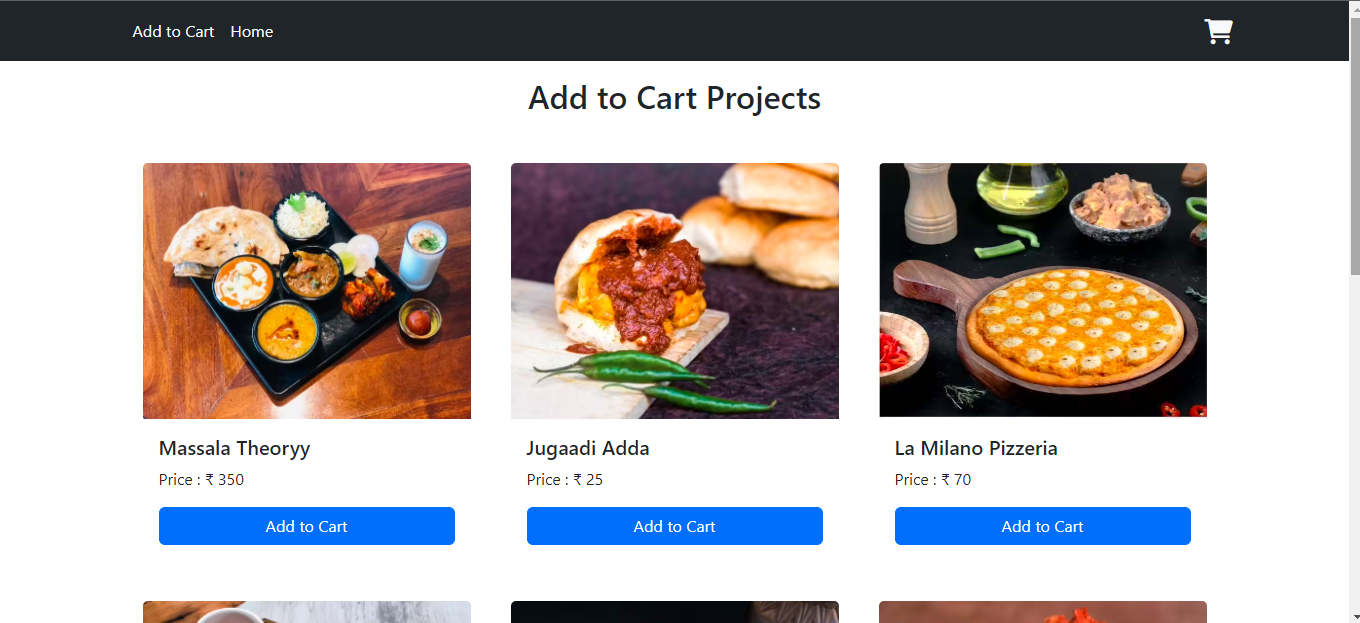 Add to Cart Home
Add to Cart Projects
Massala Theoryy
Price : ₹ 350
Add to Cart
Jugaadi Adda
Price : ₹ 25
Add to Cart
La Milano Pizzeria
Price : ₹ 70
Add to Cart